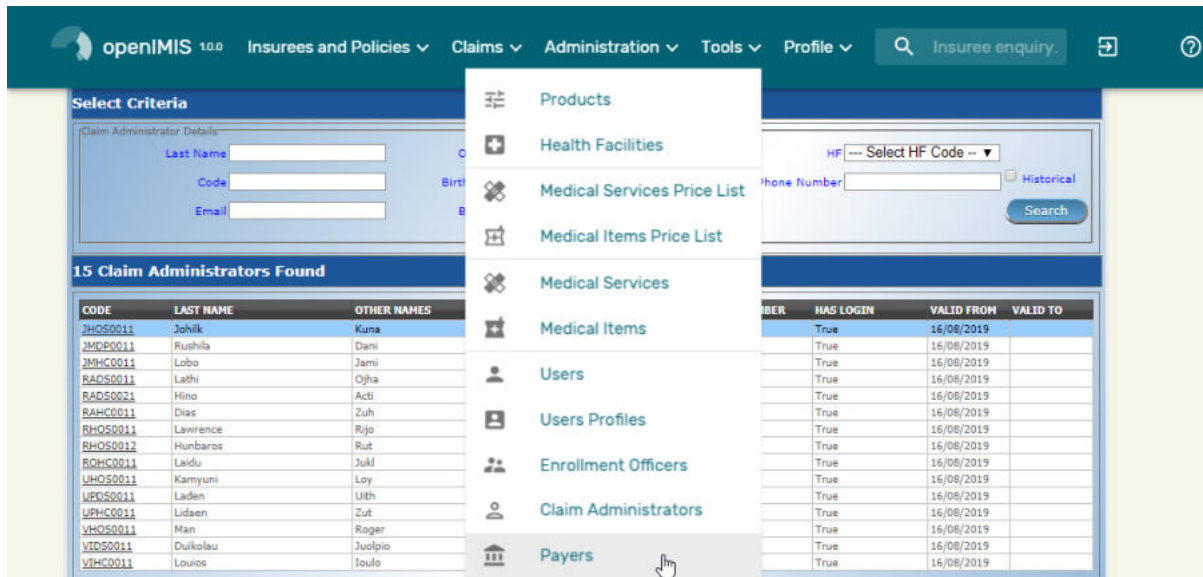 openIMIS 1.0.0 Insurees and Policies Claims Administration Tools Profile Insuree enquiry.
Select Criteria
Claim Administrator Details
Last Name
HF --- Select HF Code --
Code
Birth
Phone Number
Historical
Email
B
Search
Products
Health Facilities
Medical Services Price List
Medical Items Price List
Medical Services
Medical Items
Users
Users Profiles
Enrollment Officers
Claim Administrators
Payers
15 Claim Administrators Found
CODE LAST NAME OTHER NAMES HAS LOGIN VALID FROM VALID TO
JHOS0011 Johilk Kuna True 16/08/2019
JMDP0011 Rushila Dani True 16/08/2019
JMHC0011 Lobo Jami True 16/08/2019
RADS0011 Lathi Ojha True 16/08/2019
RADS0021 Hino Acti True 16/08/2019
RAHC0011 Dias Zuh True 16/08/2019
RHOS0011 Lawrence Rijo True 16/08/2019
RHOS0012 Hunbaros Rut True 16/08/2019
ROHC0011 Laidu Jukl True 16/08/2019
UHOS0011 Kamyuni Loy True 16/08/2019
UPDS0011 Laden Uith True 16/08/2019
UPHC0011 Lidaen Zut True 16/08/2019
VHOS0011 Man Roger True 16/08/2019
VIDS0011 Duikolau Juolpio True 16/08/2019
VIHC0011 Louios Ioulo True 16/08/2019